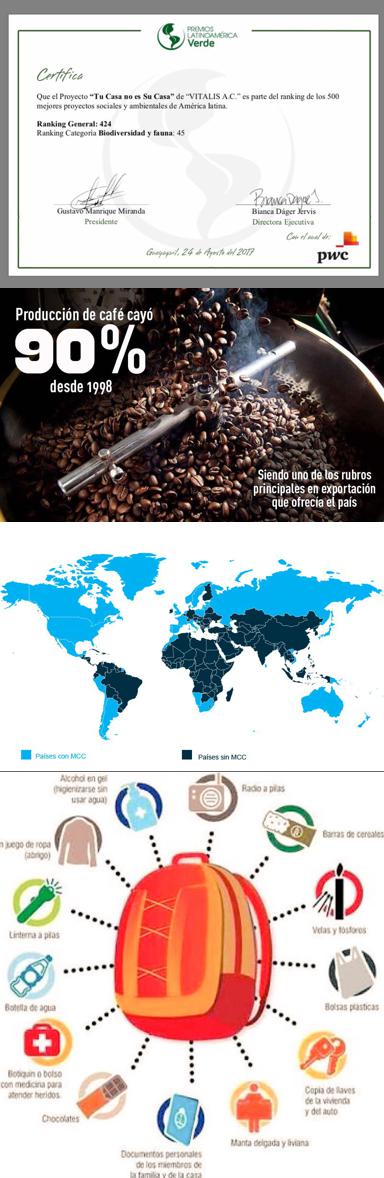 PREMIOS
LATINOAMÉRICA
Verde
Certifica
Que el Proyecto “Tu Casa no es Su Casa” de “VITALIS A.C.” es parte del ranking de los 500
mejores proyectos sociales y ambientales de América latina.
Ranking General: 424
Ranking Categoría Biodiversidad y fauna: 45
Gustavo Manrique Miranda
Presidente
Bianca Dáger Jervis
Directora Ejecutiva
Con el aval de:
pwc
Guayaquil, 24 de Agosto del 2017
Producción de café cayó
90%
desde 1998
Siendo uno de los rubros
principales en exportación
que ofrecía el país
Países con MCC
Países sin MCC
Alcohol en gel
(higienizarse sin
usar agua)
Radio a pilas
Barras de cereales
n juego de ropa
(abrigo)
Velas y fósforos
Linterna a pilas
Bolsas plasticas
Botella de agua
Botiquin o bolso
con medicina para
atender heridos.
Copia de llaves
de la vivienda
y del auto
Chocolates
Manta delgada y liviana
Documentos personales
de los miembros de
la familia y de la casa